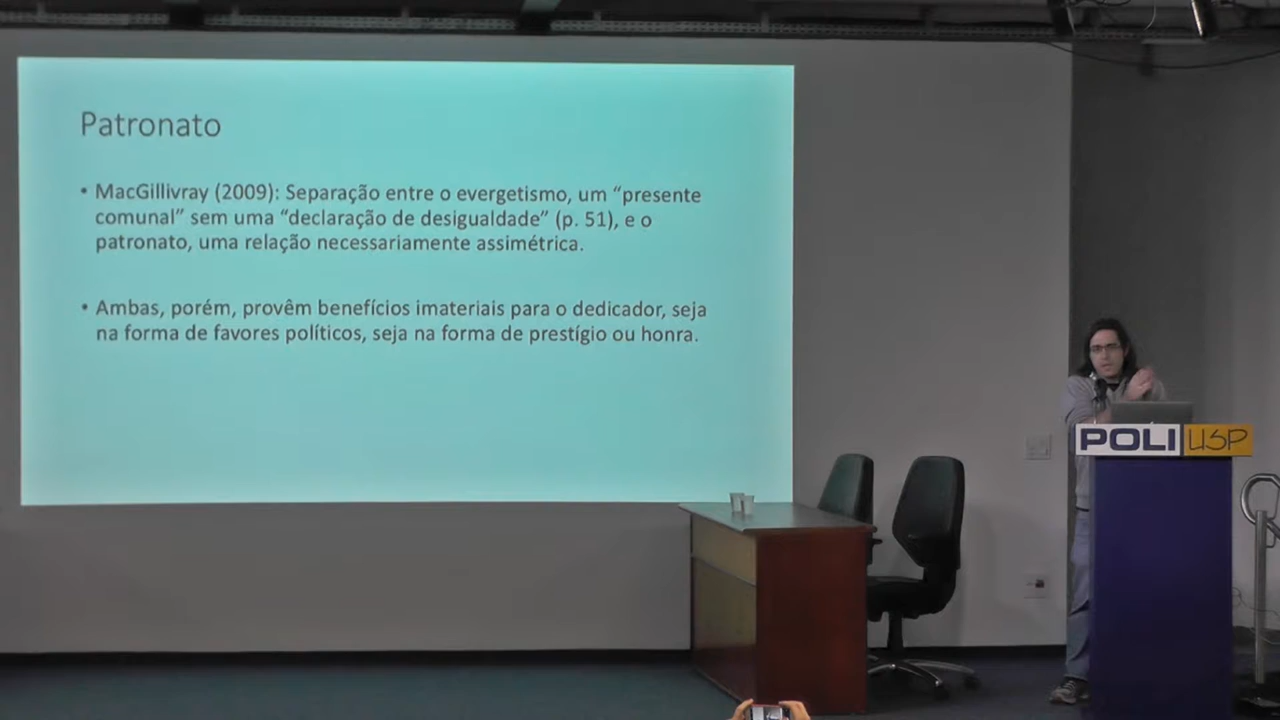 Patronato
• MacGillivray (2009): Separação entre o evergetismo, um “presente
comunal” sem uma “declaração de desigualdade” (p. 51), e o
patronato, uma relação necessariamente assimétrica.
• Ambas, porém, provêm benefícios imateriais para o dedicador, seja
na forma de favores políticos, seja na forma de prestígio ou honra.
POLI USP